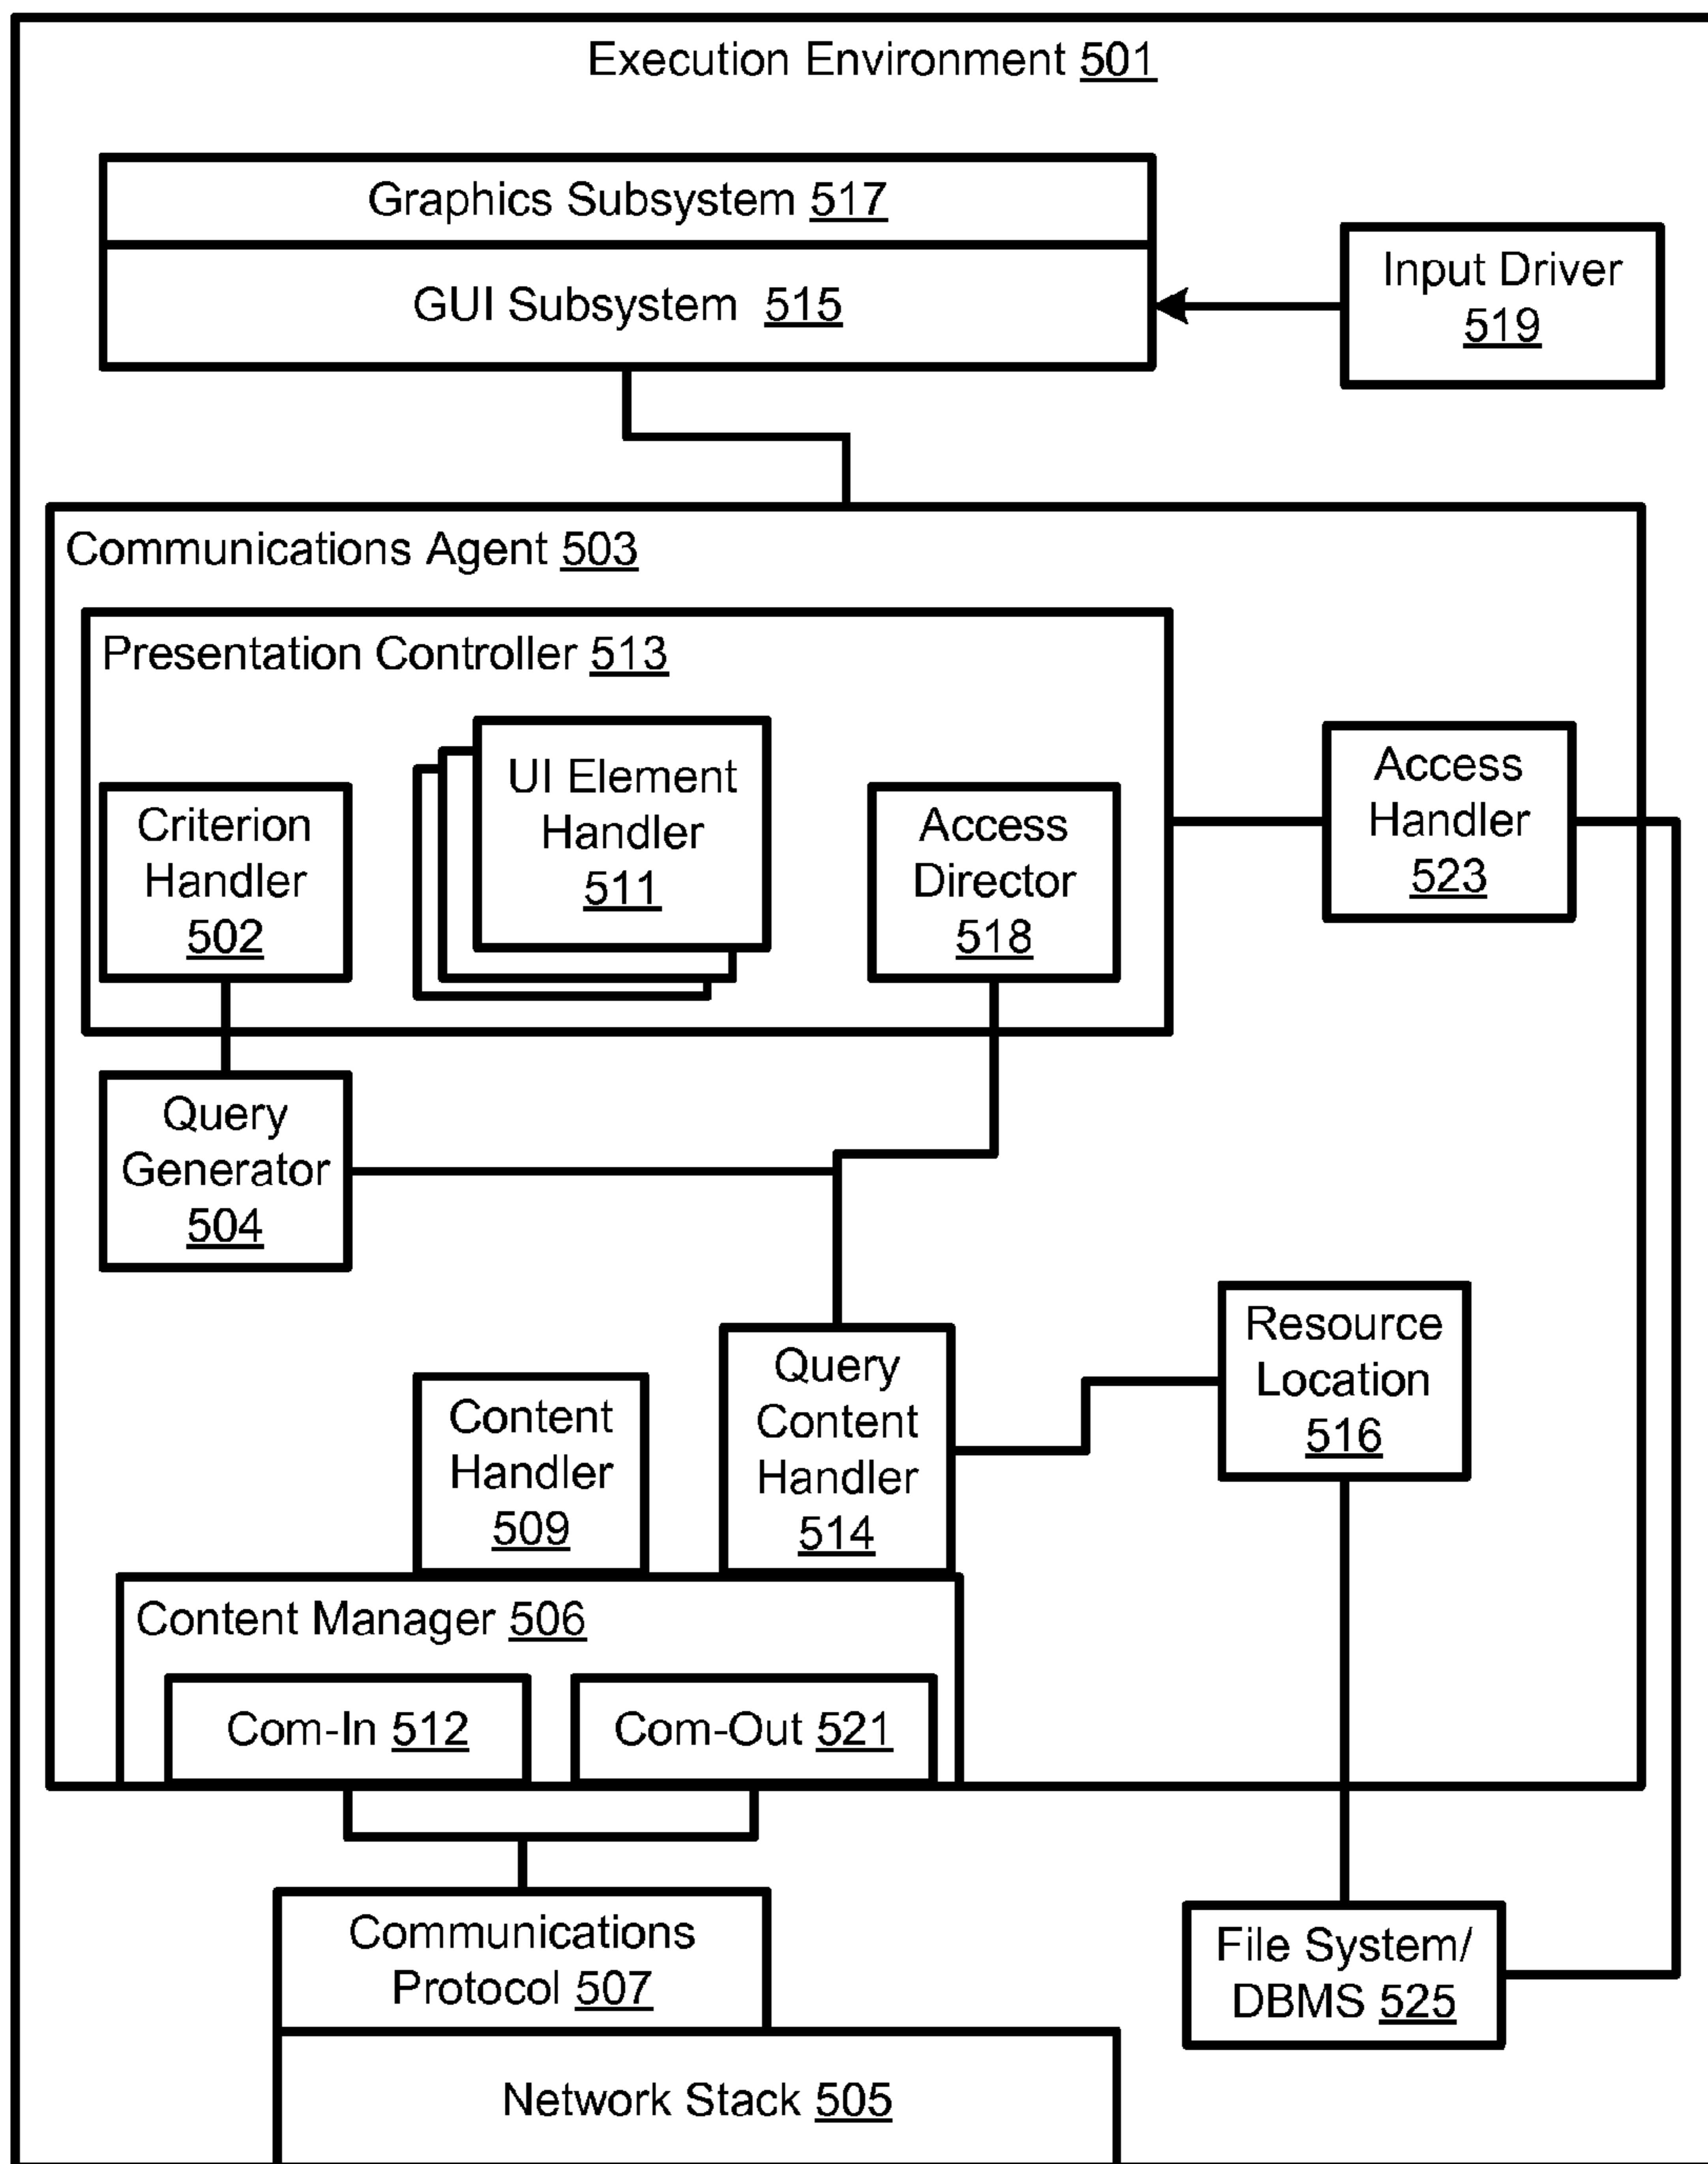 Execution Environment 501
Graphics Subsystem 517
GUI Subsystem 515
Input Driver
519
Communications Agent 503
Presentation Controller 513
Criterion
Handler
502
UI Element
Handler
511
Access
Director
518
Access
Handler
523
Query
Generator
504
Resource
Location
516
Query
Content
Handler
514
Content
Handler
509
Content Manager 506
Com-In 512
Com-Out 521
Communications
Protocol 507
File System/
DBMS 525
Network Stack 505